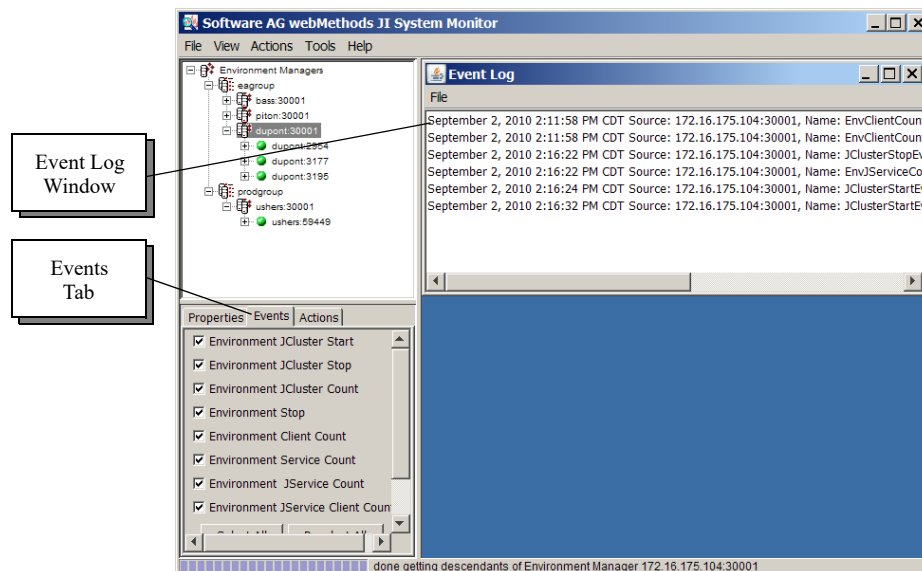 Software AG webMethods JI System Monitor
File View Actions Tools Help
Environment Managers
eagroup
bass:30001
piton:30001
dupont:30001
dupont:2954
dupont:3177
dupont:3195
prodgroup
ushers:30001
ushers:59449
Event Log
File
September 2, 2010 2:11:58 PM CDT Source: 172.16.175.104:30001, Name: EnvClientCoun
September 2, 2010 2:11:58 PM CDT Source: 172.16.175.104:30001, Name: EnvClientCoun
September 2, 2010 2:16:22 PM CDT Source: 172.16.175.104:30001, Name: JClusterStopEv
September 2, 2010 2:16:22 PM CDT Source: 172.16.175.104:30001, Name: EnvJServiceCo
September 2, 2010 2:16:24 PM CDT Source: 172.16.175.104:30001, Name: JClusterStartEv
September 2, 2010 2:16:32 PM CDT Source: 172.16.175.104:30001, Name: JClusterStartEv
Event Log
Window
Events
Tab
Properties Events Actions
Environment JCluster Start
Environment JCluster Stop
Environment JCluster Count
Environment Stop
Environment Client Count
Environment Service Count
Environment JService Count
Environment JService Client Coun
done getting descendants of Environment Manager 172.16.175.104:30001